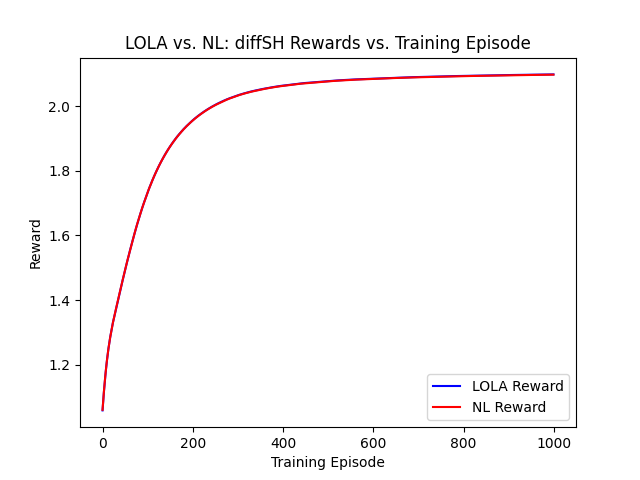 LOLA vs. NL: diffSH Rewards vs. Training Episode
Reward
2.0
1.8
1.6
1.4
1.2
LOLA Reward
NL Reward
0 200 400 600 800 1000
Training Episode